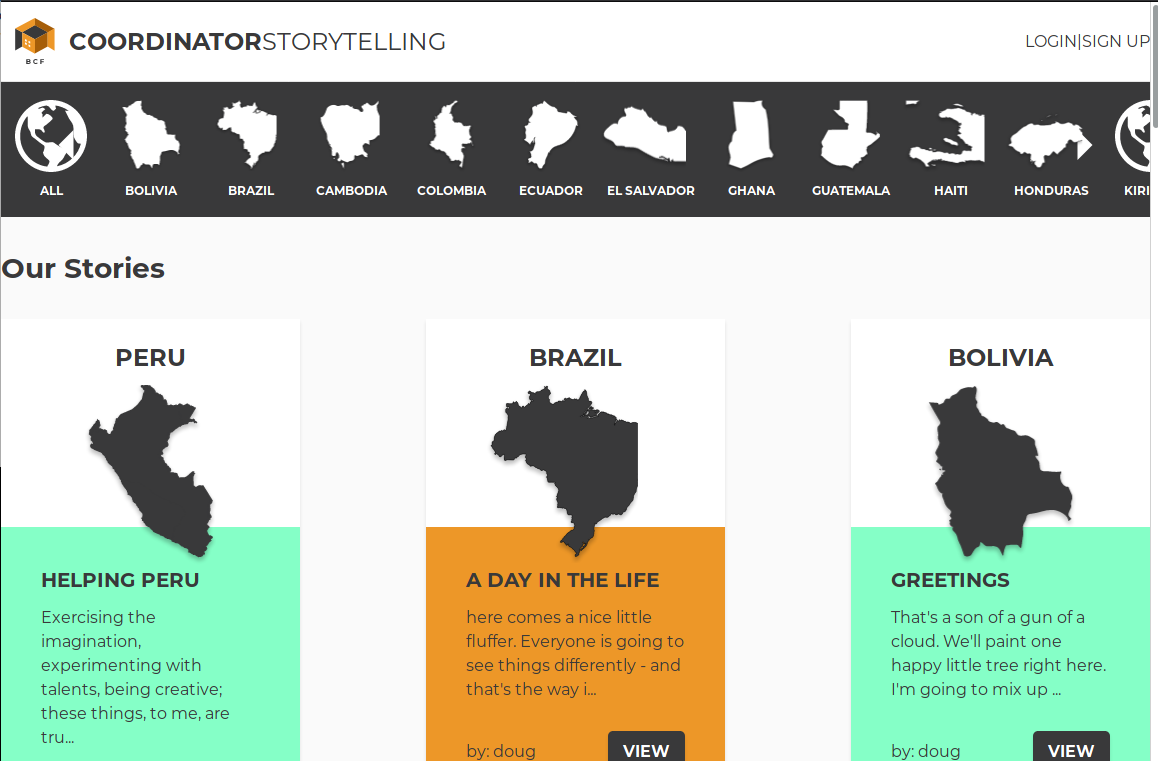 BCF
COORDINATORSTORYTELLING
LOGIN|SIGN UP
ALL
BOLIVIA
BRAZIL
CAMBODIA
COLOMBIA
ECUADOR
EL SALVADOR
GHANA
GUATEMALA
HAITI
HONDURAS
KIRI
Our Stories
PERU
HELPING PERU
Exercising the
imagination,
experimenting with
talents, being creative;
these things, to me, are
tru...
BRAZIL
A DAY IN THE LIFE
here comes a nice little
fluffer. Everyone is going to
see things differently - and
that's the way i...
by: doug
VIEW
BOLIVIA
GREETINGS
That's a son of a gun of a
cloud. We'll paint one
happy little tree right here.
I'm going to mix up ...
by: doug
VIEW